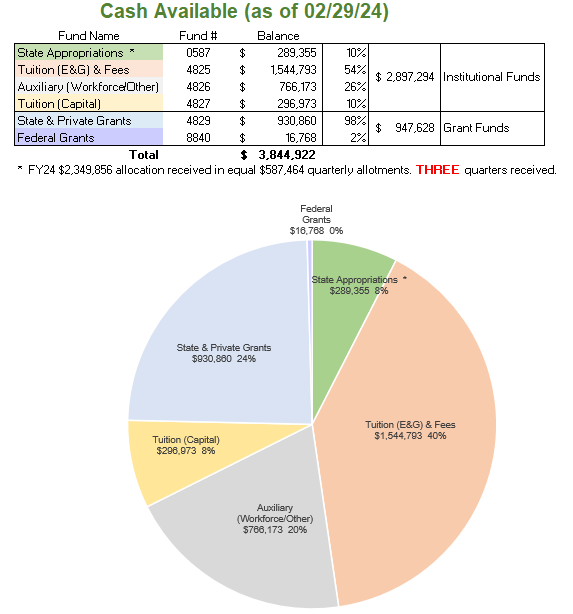 Cash Available (as of 02/29/24)
Fund Name Fund # Balance
State Appropriations * 0587 $ 289,355 10%
Tuition (E&G) & Fees 4825 $ 1,544,793 54%
Auxiliary (Workforce/Other) 4826 $ 766,173 26%
Tuition (Capital) 4827 $ 296,973 10%
$ 2,897,294 Institutional Funds
State & Private Grants 4829 $ 930,860 98%
Federal Grants 8840 $ 16,768 2%
$ 947,628 Grant Funds
Total $ 3,844,922
* FY24 $2,349,856 allocation received in equal $587,464 quarterly allotments. THREE quarters received.
Federal
Grants
$16,768 0%
State Appropriations *
$289,355 8%
State & Private Grants
$930,860 24%
Tuition (E&G) & Fees
$1,544,793 40%
Tuition (Capital)
$296,973 8%
Auxiliary
(Workforce/Other)
$766,173 20%